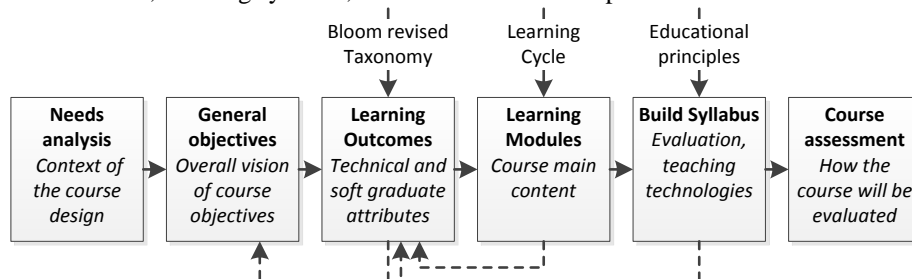 Bloom revised
Taxonomy
Learning
Cycle
Educational
principles
Needs
analysis
Context of
the course
design
General
objectives
Overall vision
of course
objectives
Learning
Outcomes
Technical and
soft graduate
attributes
Learning
Modules
Course main
content
Build Syllabus
Evaluation,
teaching
technologies
Course
assessment
How the
course will be
evaluated